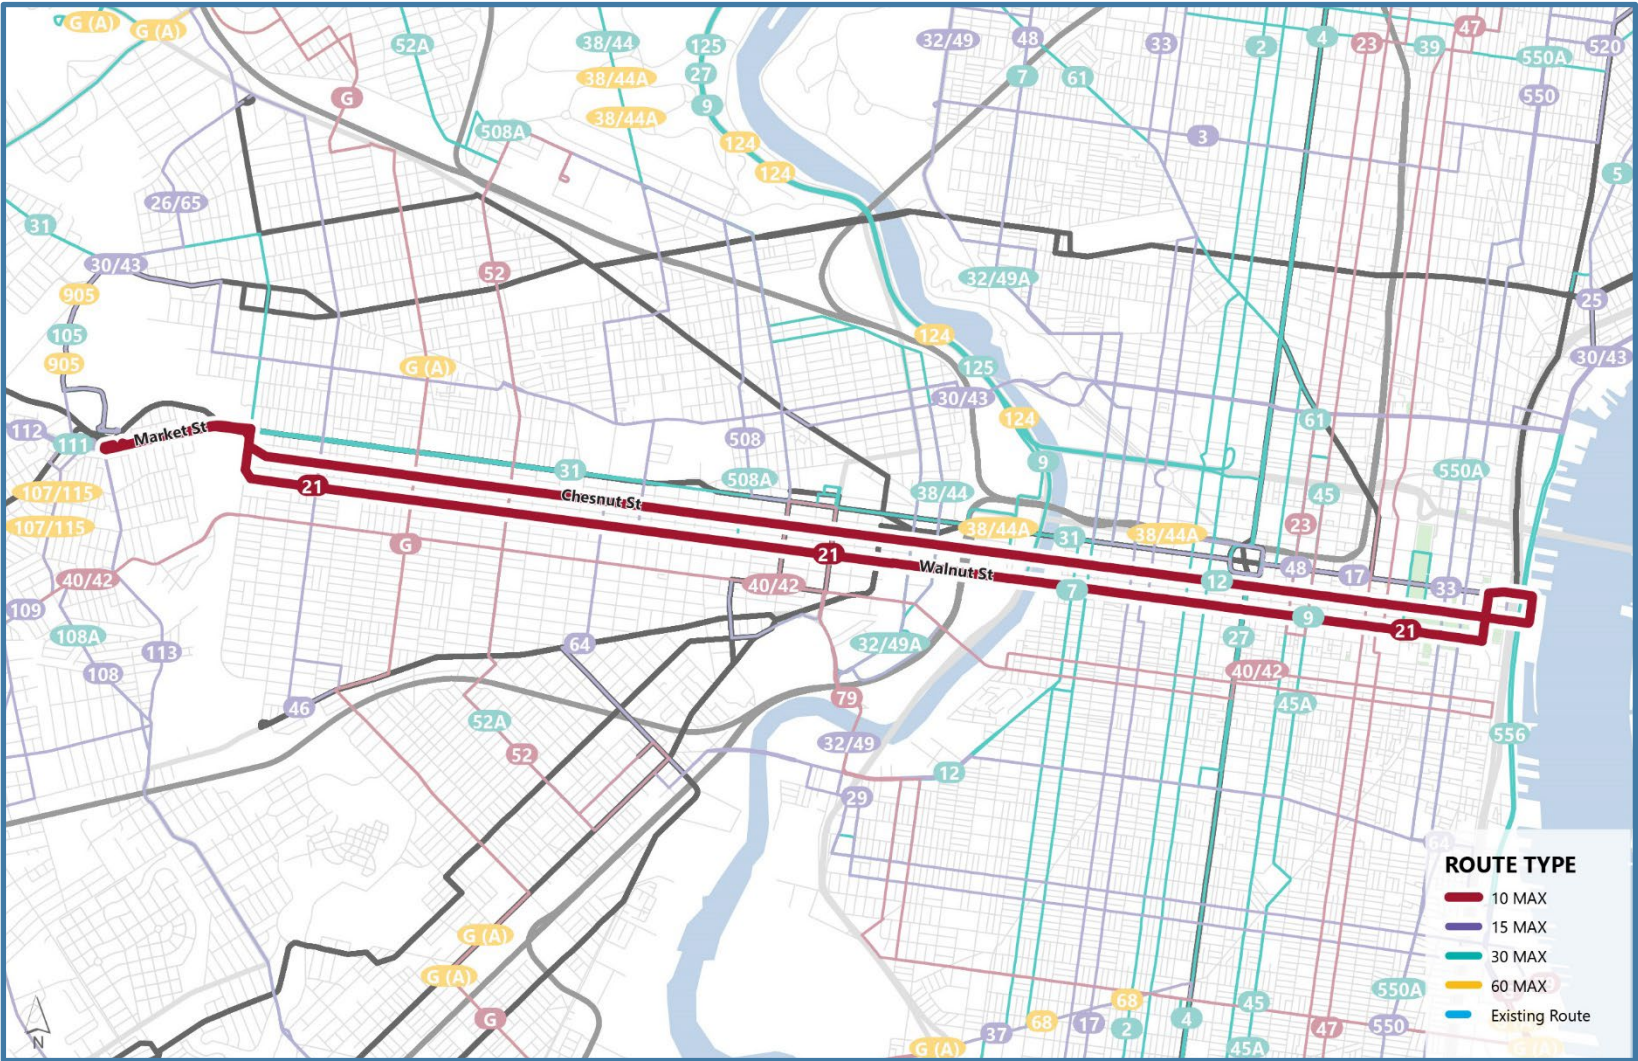 G (A)
G (A)
52A
38/44
125
32/49
48
33
2
4
23
39
47
550A
520
38/44A
27
7
61
550
G
9
38/44A
508A
124
3
124
5
26/65
31
30/43
52
32/49A
905
25
105
124
905
G (A)
125
30/43
30/43
124
61
112
111
Market St
508
9
550A
31
508A
107/115
21
Chesnut St
38/44
45
107/115
38/44A
38/44A
23
G
31
21
Walnut St
48
17
40/42
40/42
7
12
33
109
9
21
108A
64
32/49A
27
113
108
40/42
46
79
45A
52A
32/49
556
52
12
29
64
ROUTE TYPE
10 MAX
15 MAX
30 MAX
60 MAX
Existing Route
G (A)
G (A)
550A
68
45
G
37
68
17
2
4
47
550
G (A)
45A
G (A)
N